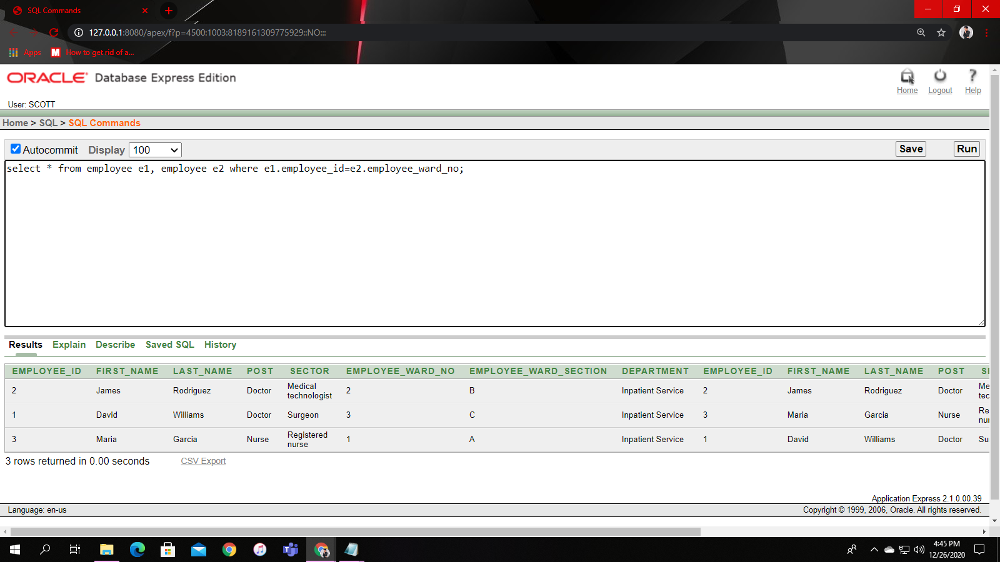 SQL Commands
127.0.0.1:8080/apex/f?p=4500:1003:8189161309775929::NO:::
Apps
M How to get rid of a...
ORACLE Database Express Edition
Home Logout Help
User: SCOTT
Home > SQL > SQL Commands
Autocommit Display 100 Save Run
select * from employee e1, employee e2 where e1.employee_id=e2.employee_ward_no;
Results Explain Describe Saved SQL History
EMPLOYEE_ID FIRST_NAME LAST_NAME POST SECTOR EMPLOYEE_WARD_NO EMPLOYEE_WARD_SECTION DEPARTMENT EMPLOYEE_ID FIRST_NAME LAST_NAME POST
2 James Rodriguez Doctor Medical technologist 2 B Inpatient Service 2 James Rodriguez Doctor
1 David Williams Doctor Surgeon 3 C Inpatient Service 3 Maria Garcia Nurse
3 Maria Garcia Nurse Registered nurse 1 A Inpatient Service 1 David Williams Doctor
3 rows returned in 0.00 seconds CSV Export
Application Express 2.1.0.00.39
Language: en-us Copyright © 1999, 2006, Oracle. All rights reserved.
4:45 PM
12/26/2020